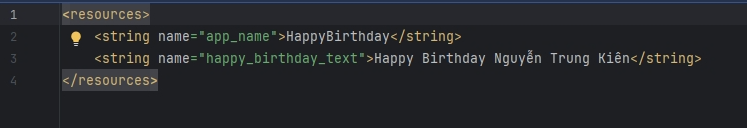 1 <resources>
2 <string name="app_name">HappyBirthday</string>
3 <string name="happy_birthday_text">Happy Birthday Nguyễn Trung Kiên</string>
4 </resources>